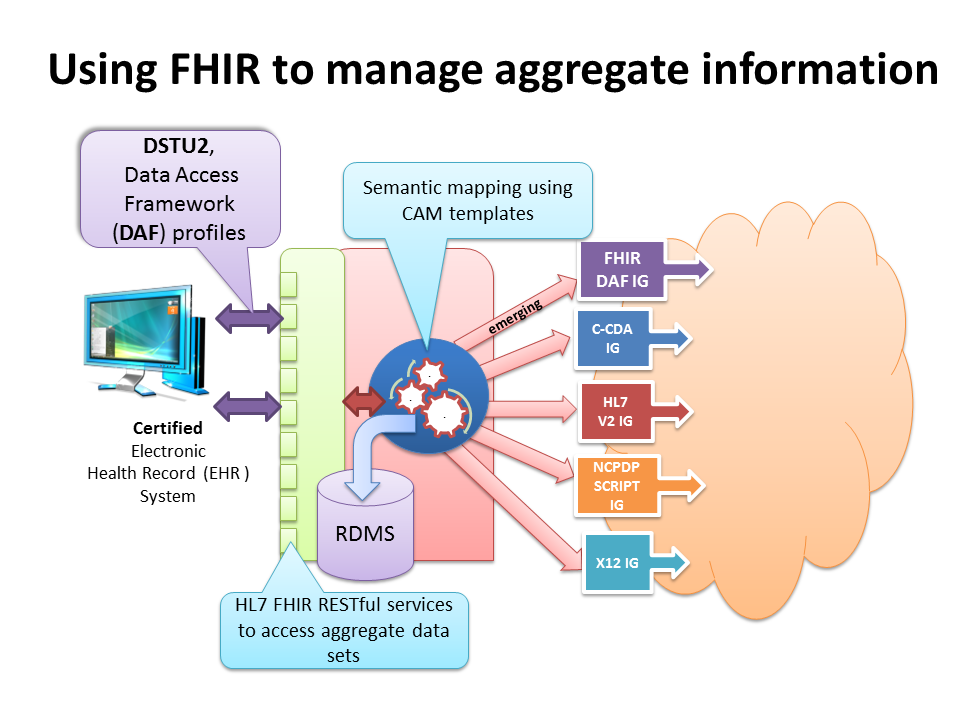 Using FHIR to manage aggregate information
DSTU2,
Data Access
Framework
(DAF) profiles
Semantic mapping using
CAM templates
FHIR
DAF IG
emerging
C-CDA
IG
HL7
V2 IG
Certified
Electronic
Health Record (EHR )
System
NCPDP
SCRIPT
IG
RDMS
X12 IG
HL7 FHIR RESTful services
to access aggregate data
sets